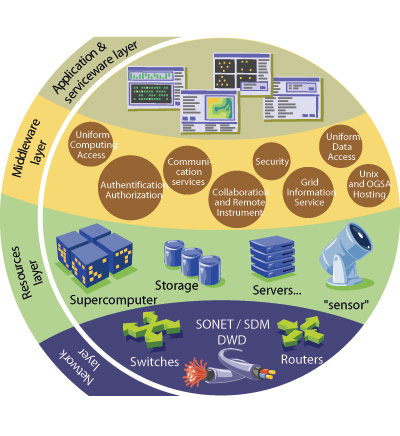 Application &
serviceware layer
Middleware
layer
Uniform
Computing
Access
Authentification
Authorization
Communi-
cation
services
Collaboration
and Remote
Instrument
Security
Grid
Information
Service
Uniform
Data
Access
Unix
and OGSA
Hosting
Resources
layer
Supercomputer
Storage
Servers...
"sensor"
Network
layer
SONET / SDM
DWD
Switches
Routers